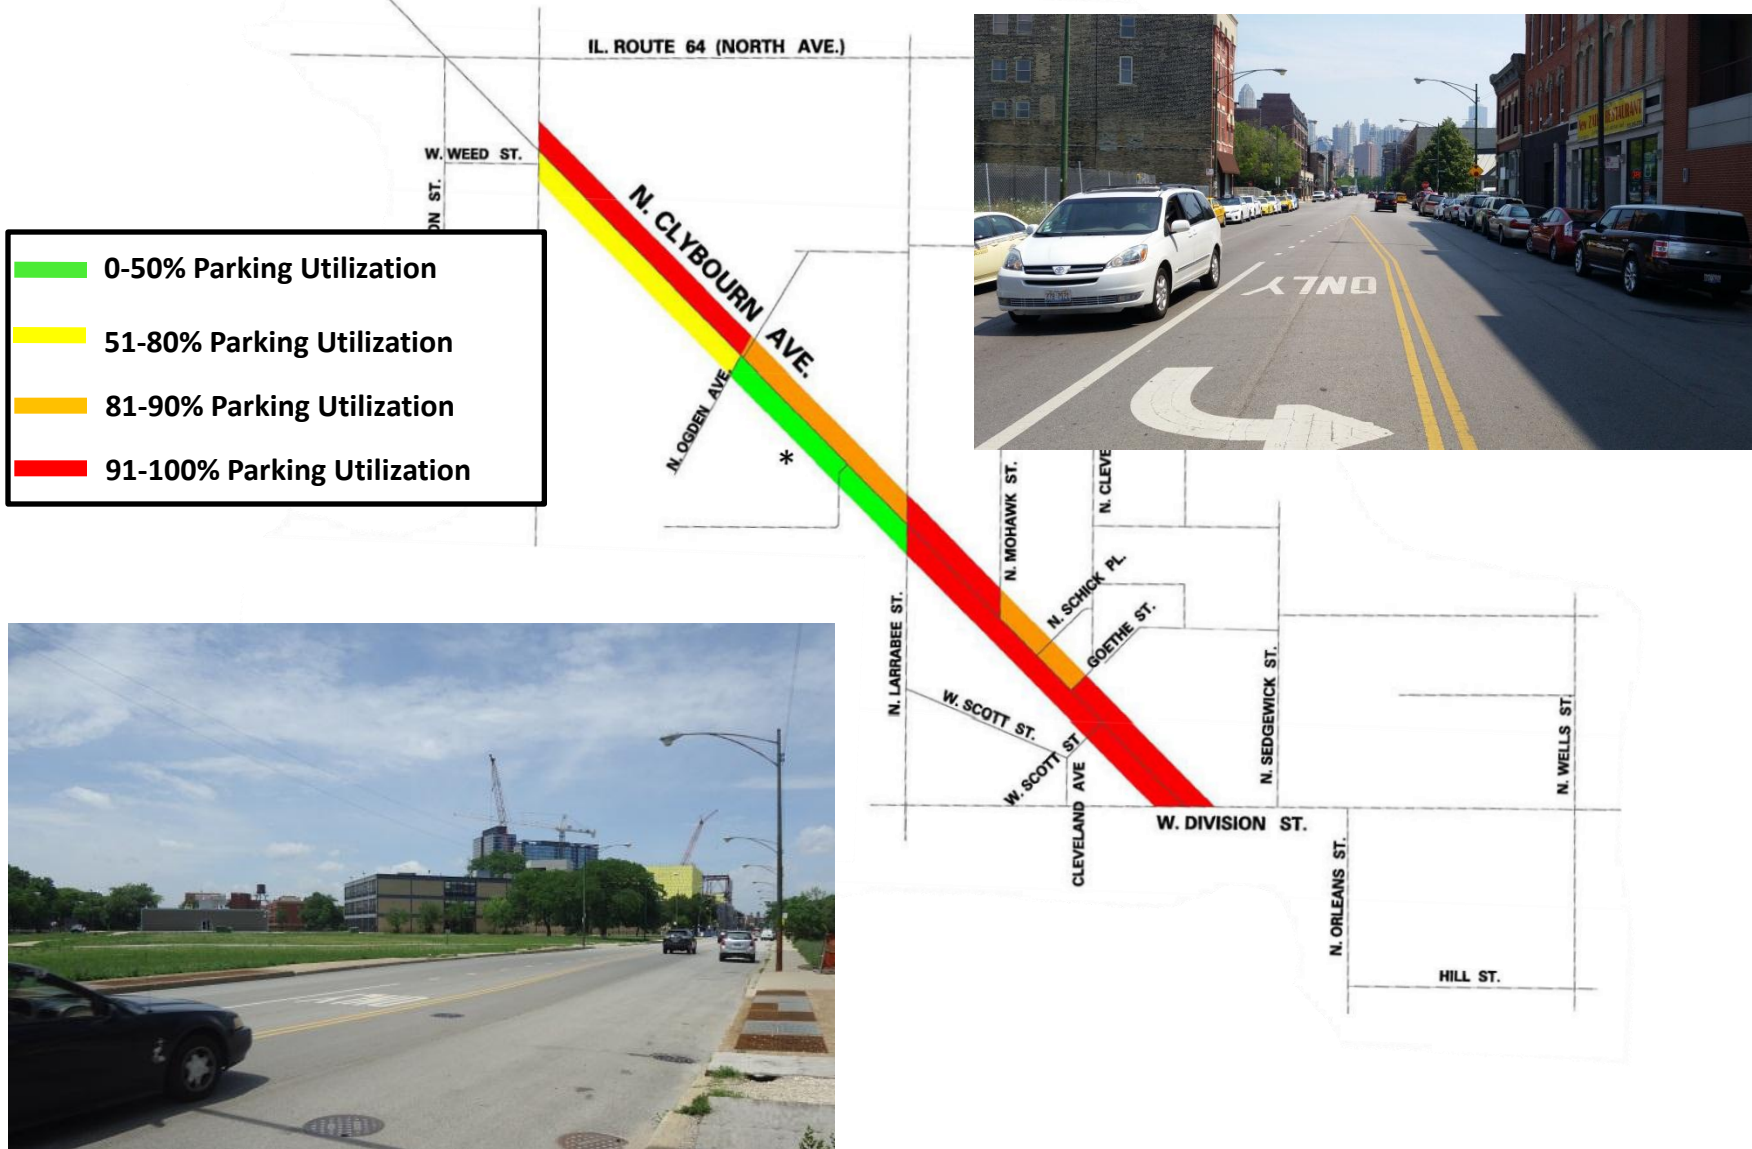 IL. ROUTE 64 (NORTH AVE.)
W. WEED ST.
ON ST.
N. CLYBOURN AVE.
0-50% Parking Utilization
51-80% Parking Utilization
81-90% Parking Utilization
91-100% Parking Utilization
N. OGDEN AVE.
*
RESTAURANT
ONLY
N. MOHAWK ST.
N. CLEVE
N. SCHICK PL.
GOETHE ST.
N. LARRABEE ST.
W. SCOTT ST.
W. SCOTT ST
CLEVELAND AVE
N. SEDGEWICK ST.
N. WELLS ST.
W. DIVISION ST.
N. ORLEANS ST.
HILL ST.
ONLY